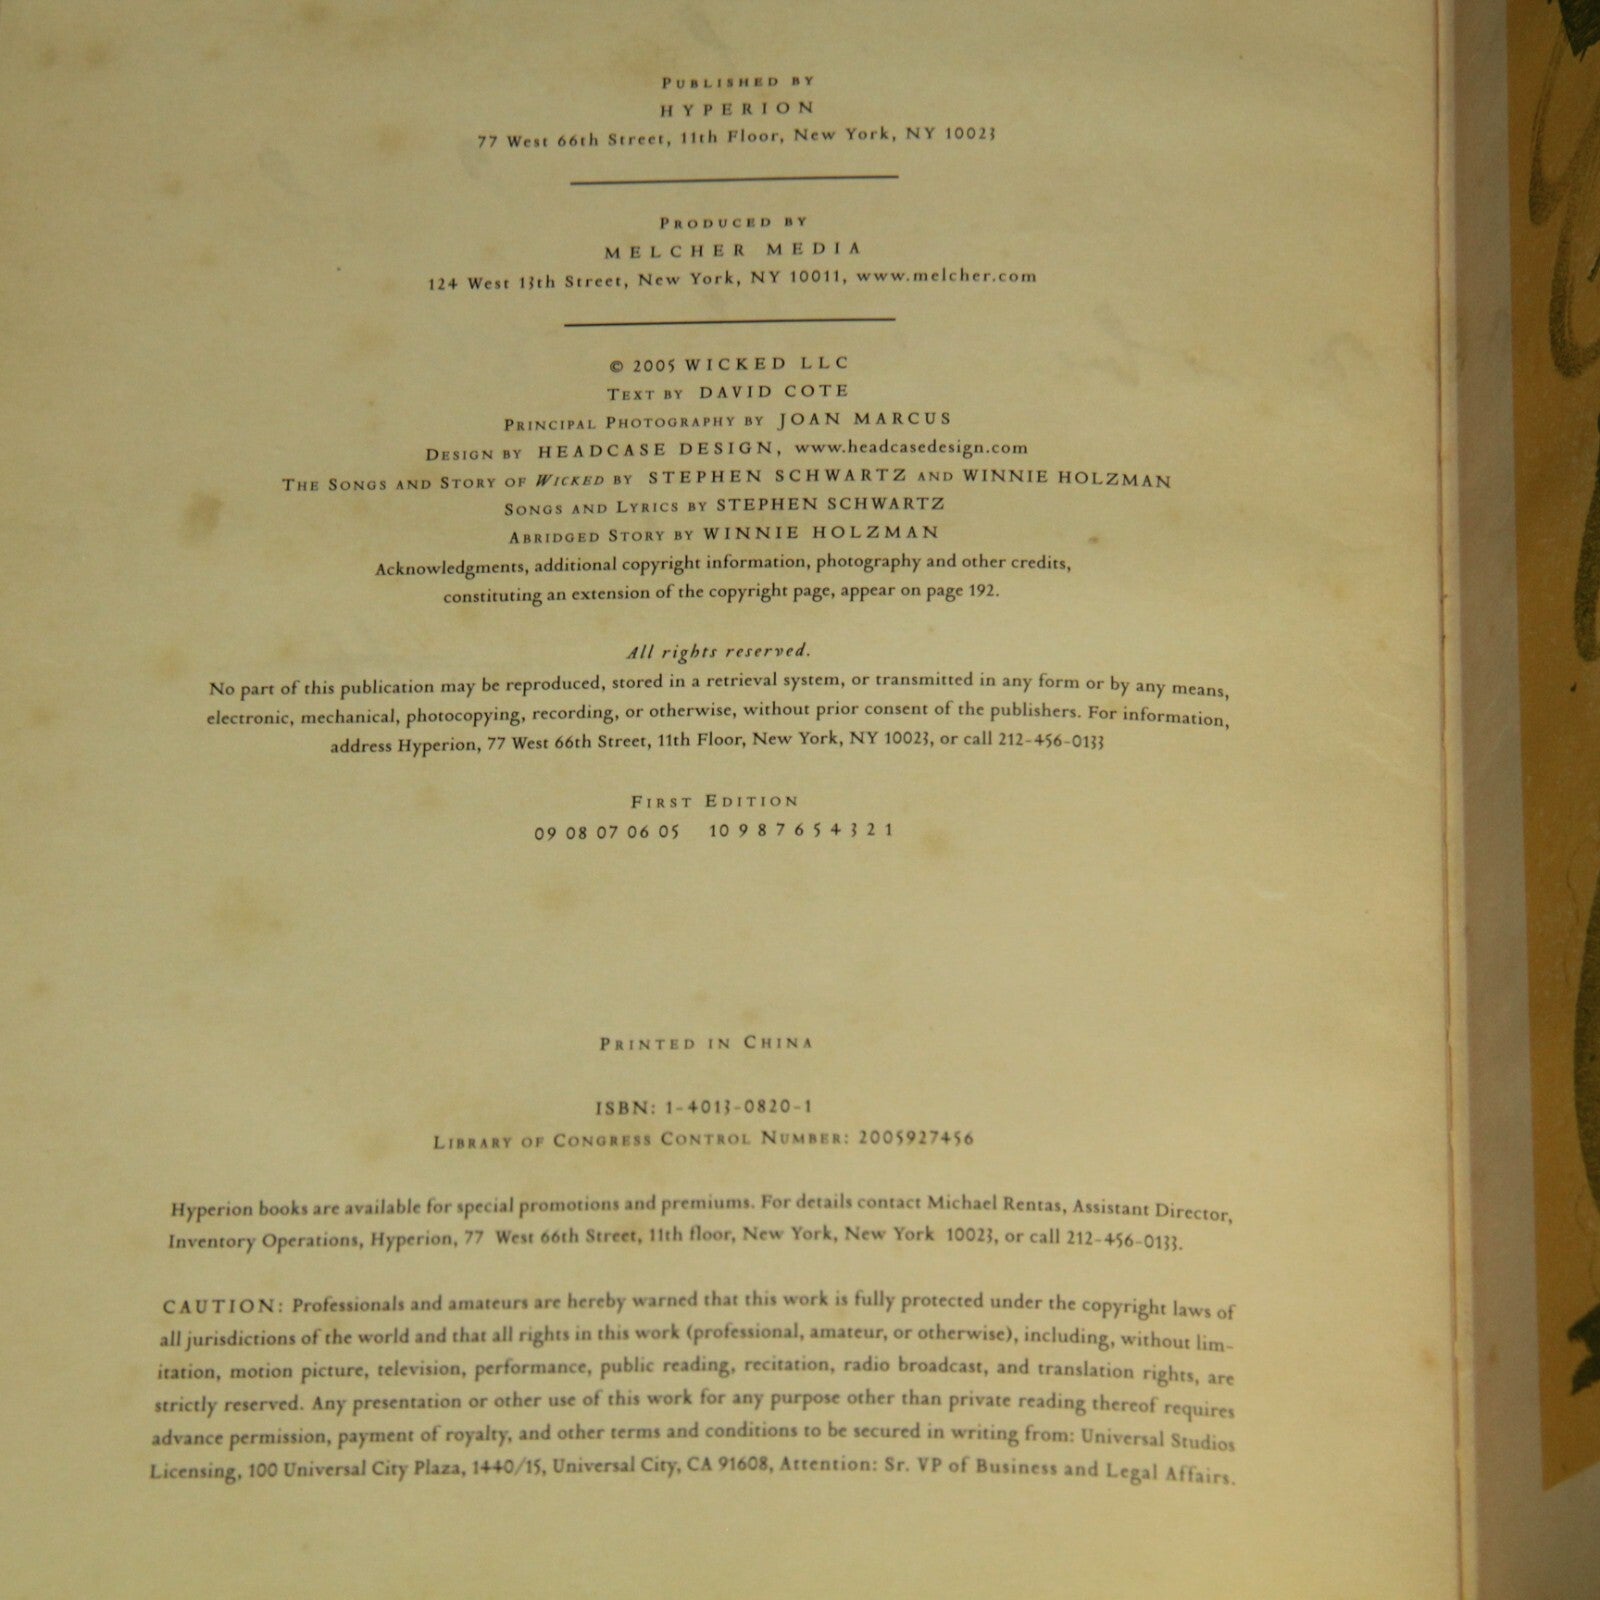 Published by
HYPERION
77 West 66th Street, 11th Floor, New York, NY 10023
Produced by
MELCHER MEDIA
124 West 13th Street, New York, NY 10011, www.melcher.com
© 2005 WICKED LLC
Text by DAVID COTE
Principal Photography by JOAN MARCUS
Design by HEADCASE DESIGN, www.headcasedesign.com
The Songs and Story of Wicked by STEPHEN SCHWARTZ and WINNIE HOLZMAN
Songs and Lyrics by STEPHEN SCHWARTZ
Abridged Story by WINNIE HOLZMAN
Acknowledgments, additional copyright information, photography and other credits,
constituting an extension of the copyright page, appear on page 192.
All rights reserved.
No part of this publication may be reproduced, stored in a retrieval system, or transmitted in any form or by any means,
electronic, mechanical, photocopying, recording, or otherwise, without prior consent of the publishers. For information,
address Hyperion, 77 West 66th Street, 11th Floor, New York, NY 10023, or call 212-456-0133
First Edition
09 08 07 06 05 10 9 8 7 6 5 4 3 2 1
Printed in China
ISBN: 1-4013-0820-1
Library of Congress Control Number: 2005927456
Hyperion books are available for special promotions and premiums. For details contact Michael Rentas, Assistant Director,
Inventory Operations, Hyperion, 77 West 66th Street, 11th floor, New York, New York 10023, or call 212-456-0133.
CAUTION: Professionals and amateurs are hereby warned that this work is fully protected under the copyright laws of
all jurisdictions of the world and that all rights in this work (professional, amateur, or otherwise), including, without lim-
itation, motion picture, television, performance, public reading, recitation, radio broadcast, and translation rights, are
strictly reserved. Any presentation or other use of this work for any purpose other than private reading thereof requires
advance permission, payment of royalty, and other terms and conditions to be secured in writing from: Universal Studios
Licensing, 100 Universal City Plaza, 1440/15, Universal City, CA 91608, Attention: Sr. VP of Business and Legal Affairs.